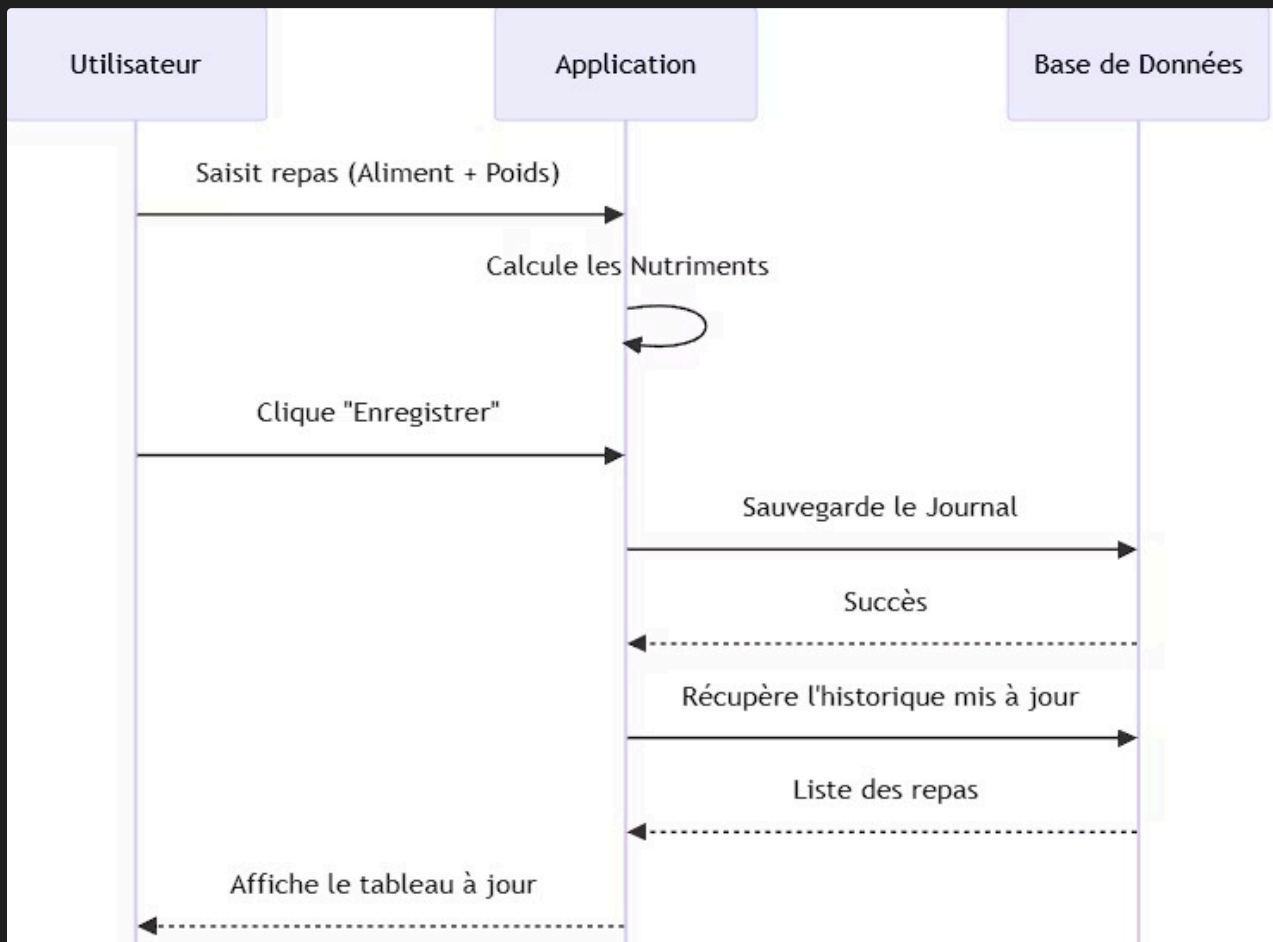 Utilisateur
Application
Base de Données
Saisit repas (Aliment + Poids)
Calcule les Nutriments
Clique "Enregistrer"
Sauvegarde le Journal
Succès
Récupère l'historique mis à jour
Liste des repas
Affiche le tableau à jour